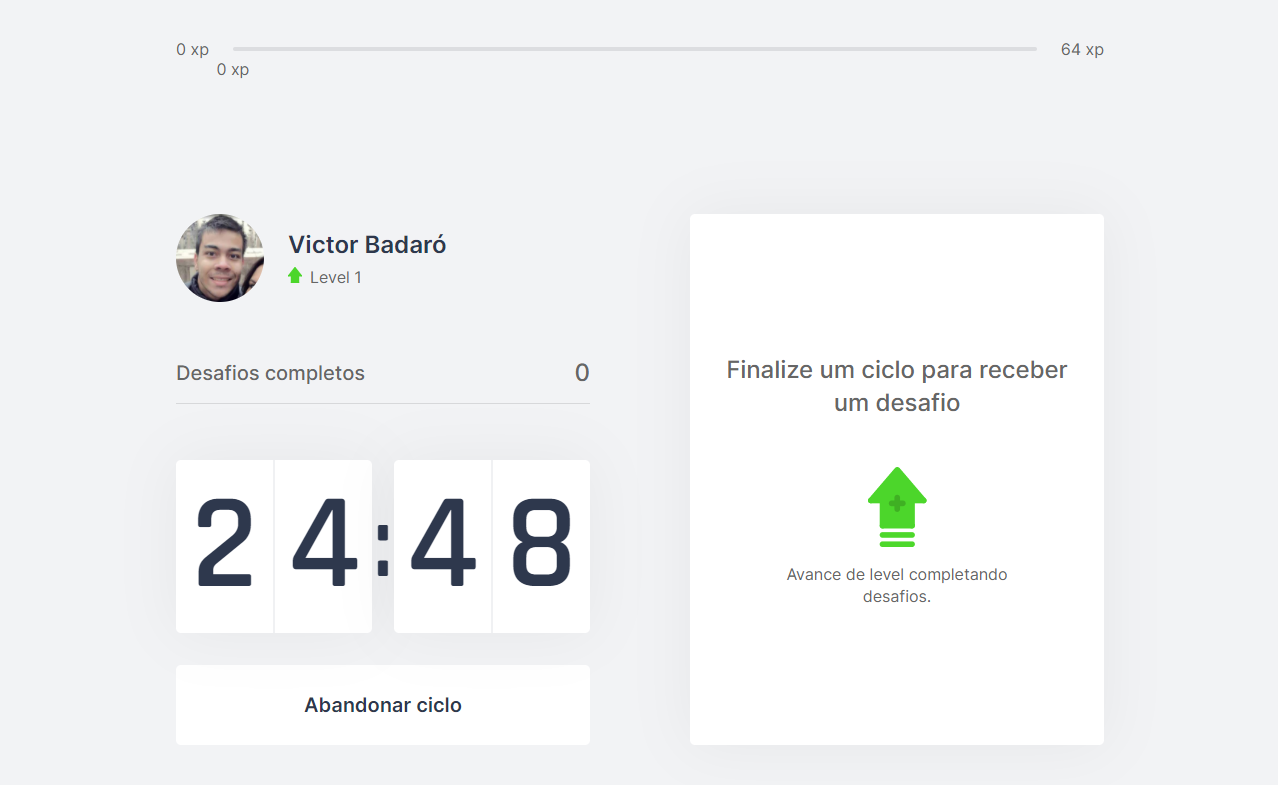 0 xp
64 xp
0 xp
Victor Badaró
Level 1
Desafios completos
0
24:48
Abandonar ciclo
Finalize um ciclo para receber
um desafio
Avance de level completando
desafios.